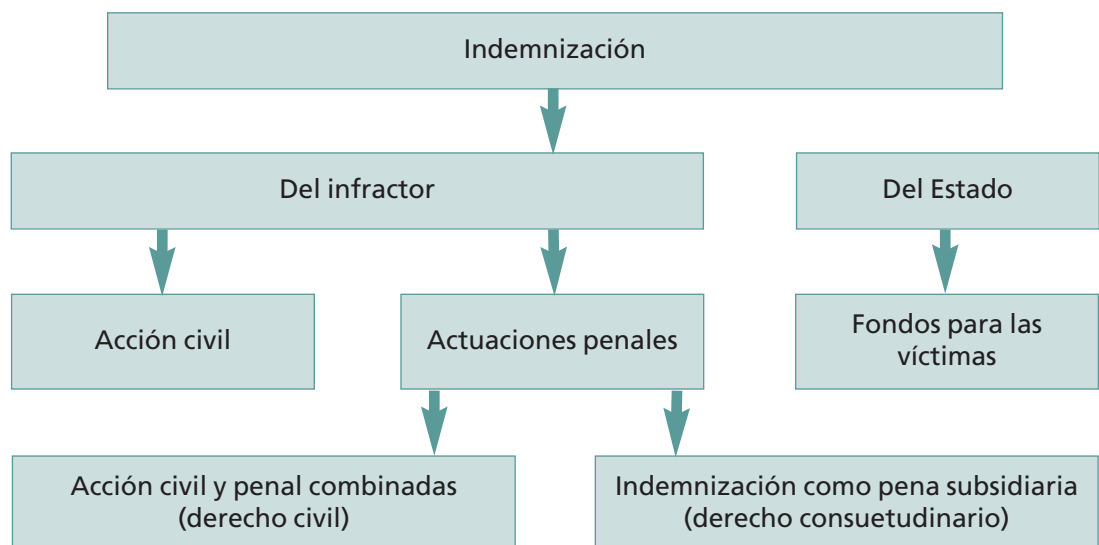 Indemnización
Del infractor
Del Estado
Acción civil
Actuaciones penales
Fondos para las
víctimas
Acción civil y penal combinadas
(derecho civil)
Indemnización como pena subsidiaria
(derecho consuetudinario)